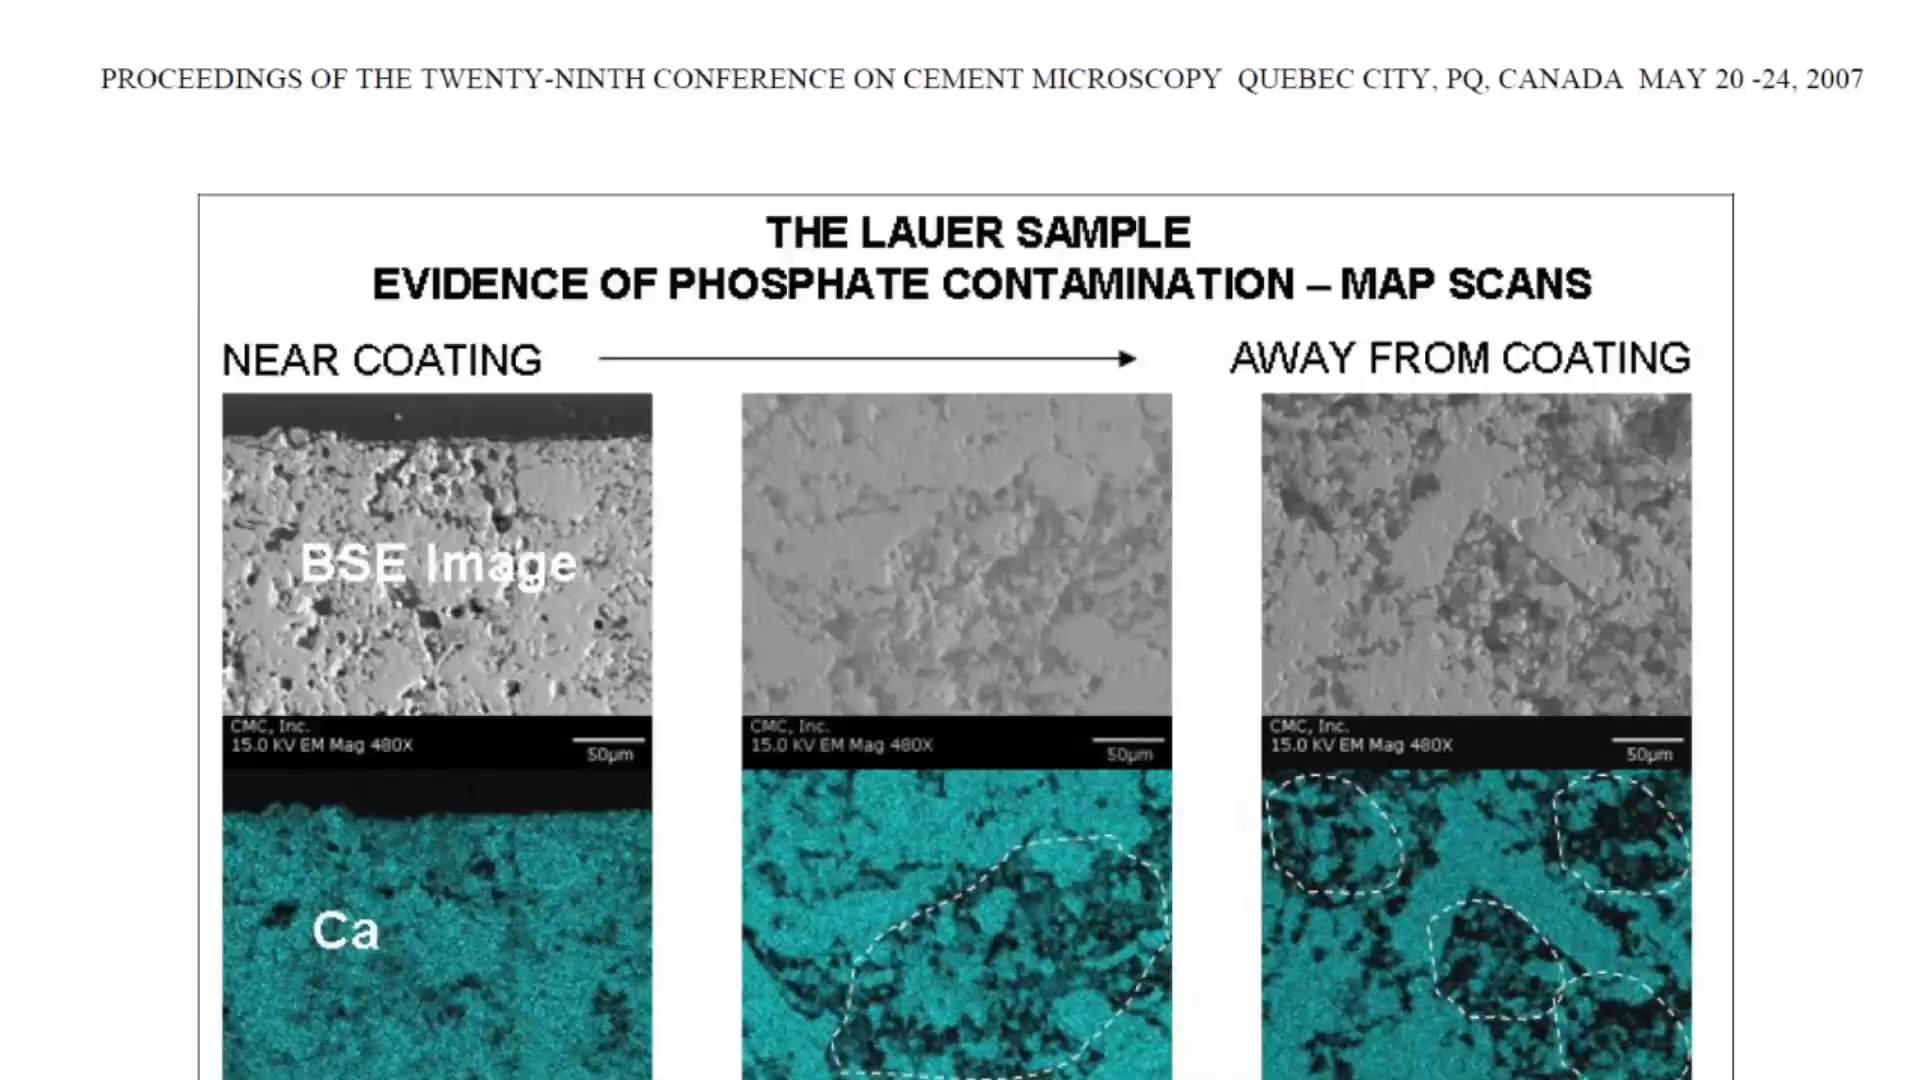 PROCEEDINGS OF THE TWENTY-NINTH CONFERENCE ON CEMENT MICROSCOPY QUEBEC CITY, PQ, CANADA MAY 20 -24, 2007
THE LAUER SAMPLE
EVIDENCE OF PHOSPHATE CONTAMINATION – MAP SCANS
NEAR COATING
AWAY FROM COATING
BSE Image
CMC, Inc.
15.0 KV EM Mag 480X
50µm
CMC, Inc.
15.0 KV EM Mag 480X
50µm
CMC, Inc.
15.0 KV EM Mag 480X
50µm
Ca